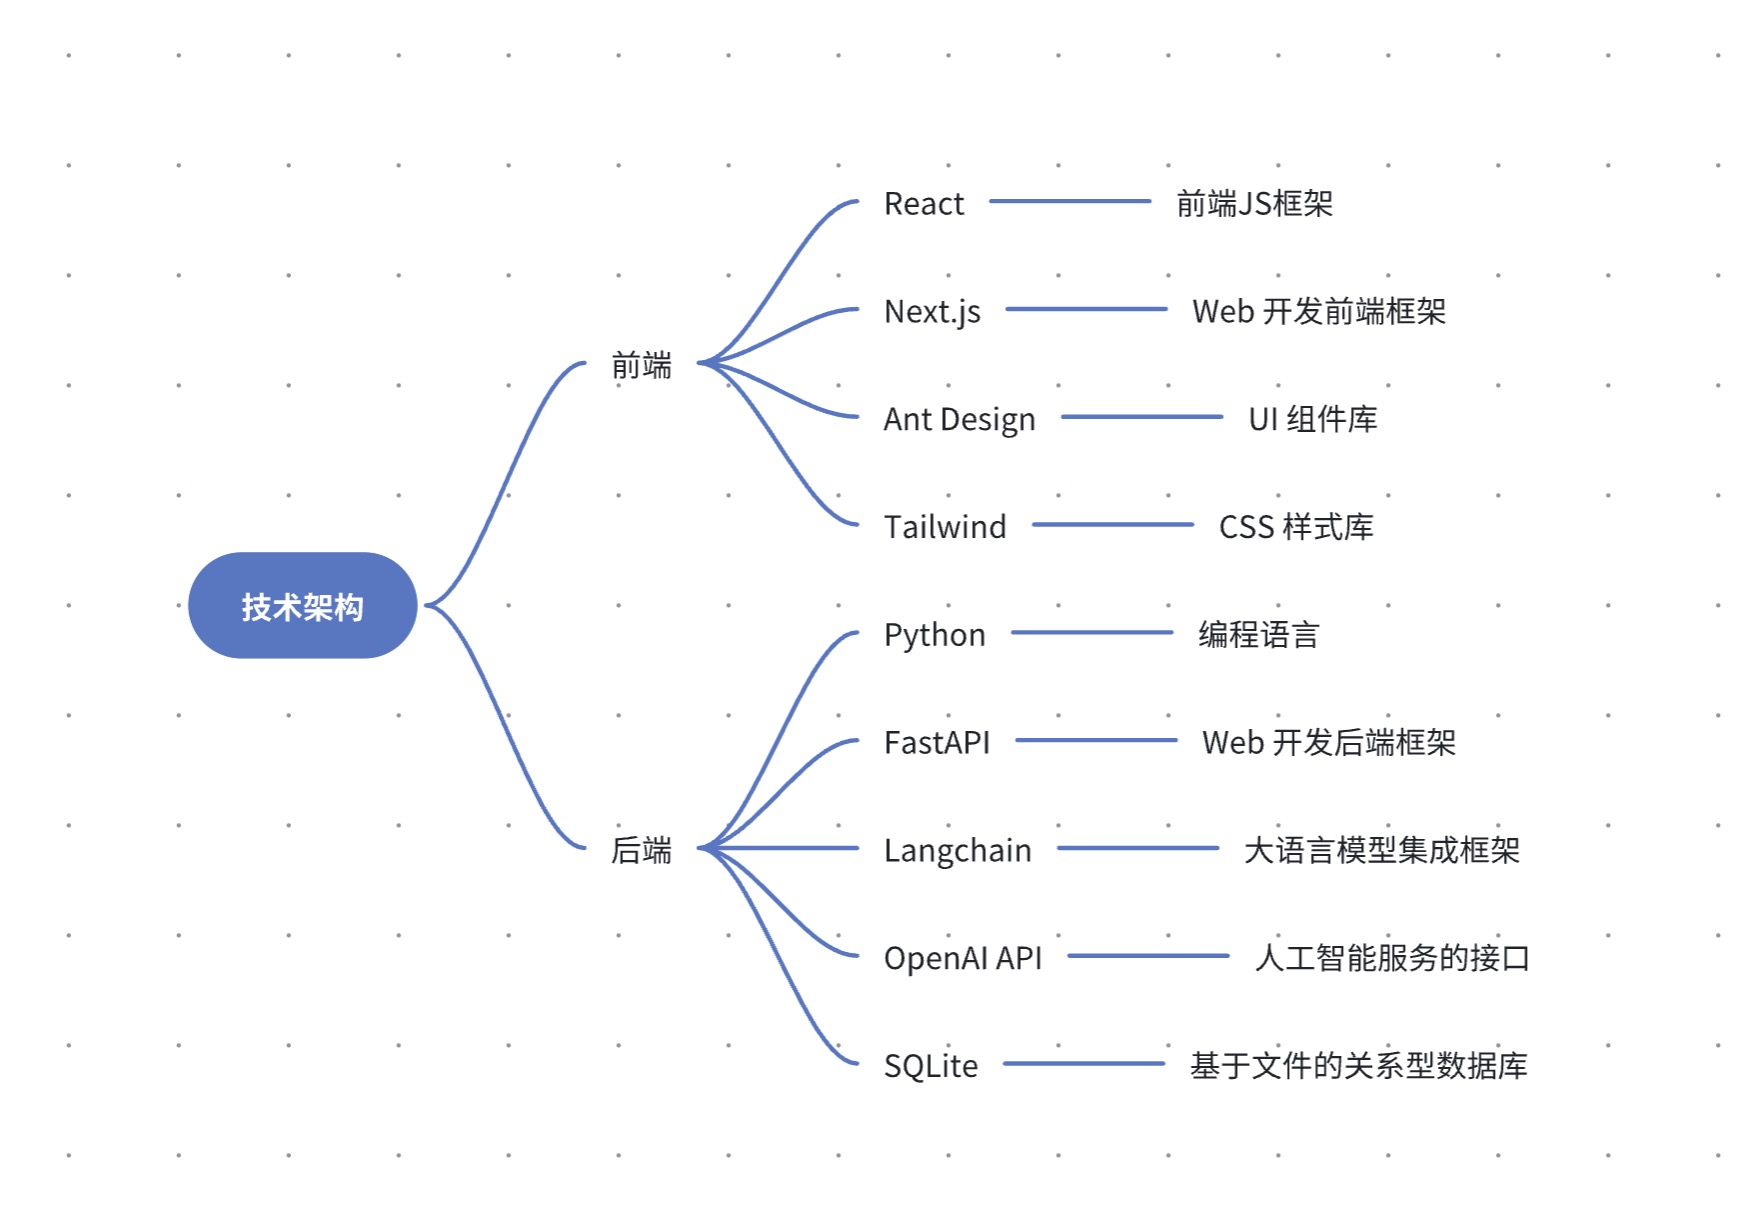 技术架构
前端
React
前端JS框架
Next.js
Web 开发前端框架
Ant Design
UI 组件库
Tailwind
CSS 样式库
后端
Python
编程语言
FastAPI
Web 开发后端框架
Langchain
大语言模型集成框架
OpenAI API
人工智能服务的接口
SQLite
基于文件的关系型数据库